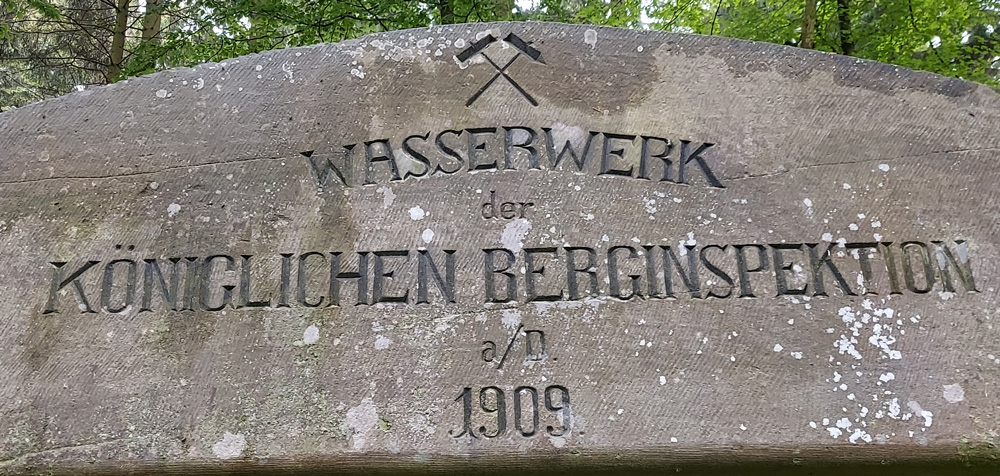 WASSERWERK
der
KÖNIGLICHEN BERGINSPEKTION
a/D.
1909.